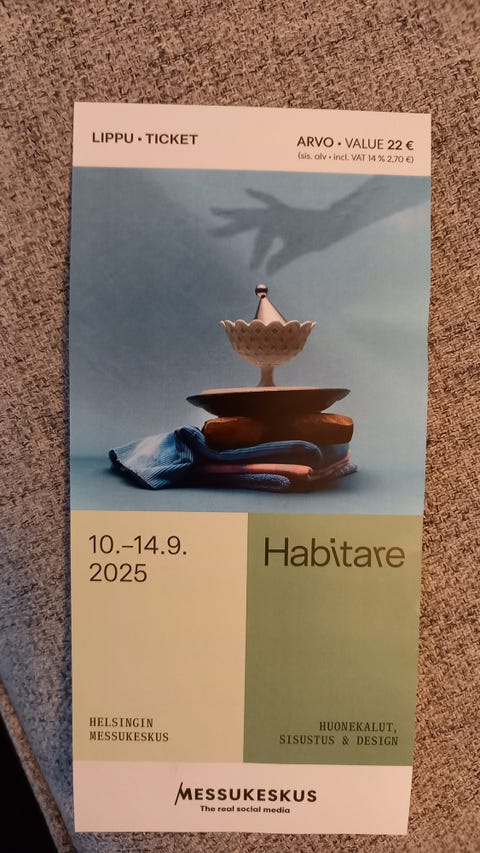 LIPPU • TICKET
ARVO • VALUE 22 €
(sis. alv • incl. VAT 14 % 2,70 €)
10.–14.9.
2025
Habitare
HELSINGIN
MESSUKESKUS
HUONEKALUT,
SISUSTUS & DESIGN
MESSUKESKUS
The real social media